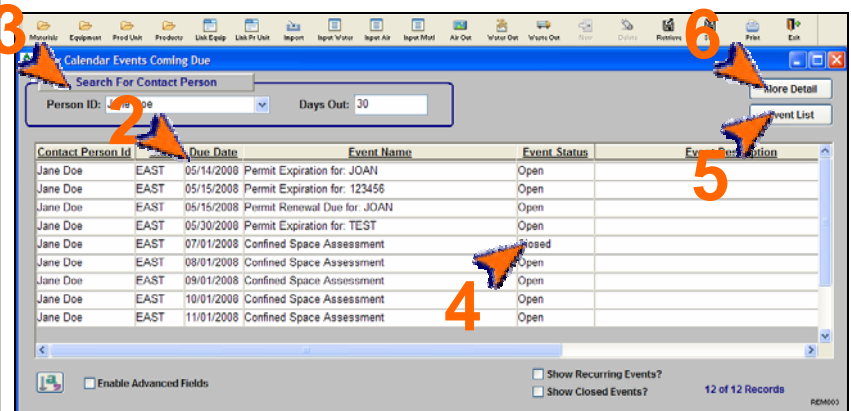 Materials Equipment Prod Unit Products Link Equip Link Pr Unit Import Input Water Input Air Input Matl Air Out Water Out Waste Out New Delete Retrieve Print Exit
3
6
Calendar Events Coming Due
Search For Contact Person
Person ID: Jane Doe Days Out: 30
More Detail
Event List
2
5
Contact Person Id Due Date Event Name Event Status Event Description
Jane Doe EAST 05/14/2008 Permit Expiration for: JOAN Open
Jane Doe EAST 05/15/2008 Permit Expiration for: 123456 Open
Jane Doe EAST 05/15/2008 Permit Renewal Due for: JOAN Open
Jane Doe EAST 05/30/2008 Permit Expiration for: TEST Open
Jane Doe EAST 07/01/2008 Confined Space Assessment Closed
Jane Doe EAST 08/01/2008 Confined Space Assessment Open
Jane Doe EAST 09/01/2008 Confined Space Assessment Open
Jane Doe EAST 10/01/2008 Confined Space Assessment Open
Jane Doe EAST 11/01/2008 Confined Space Assessment Open
4
Enable Advanced Fields
Show Recurring Events?
Show Closed Events?
12 of 12 Records
REM003